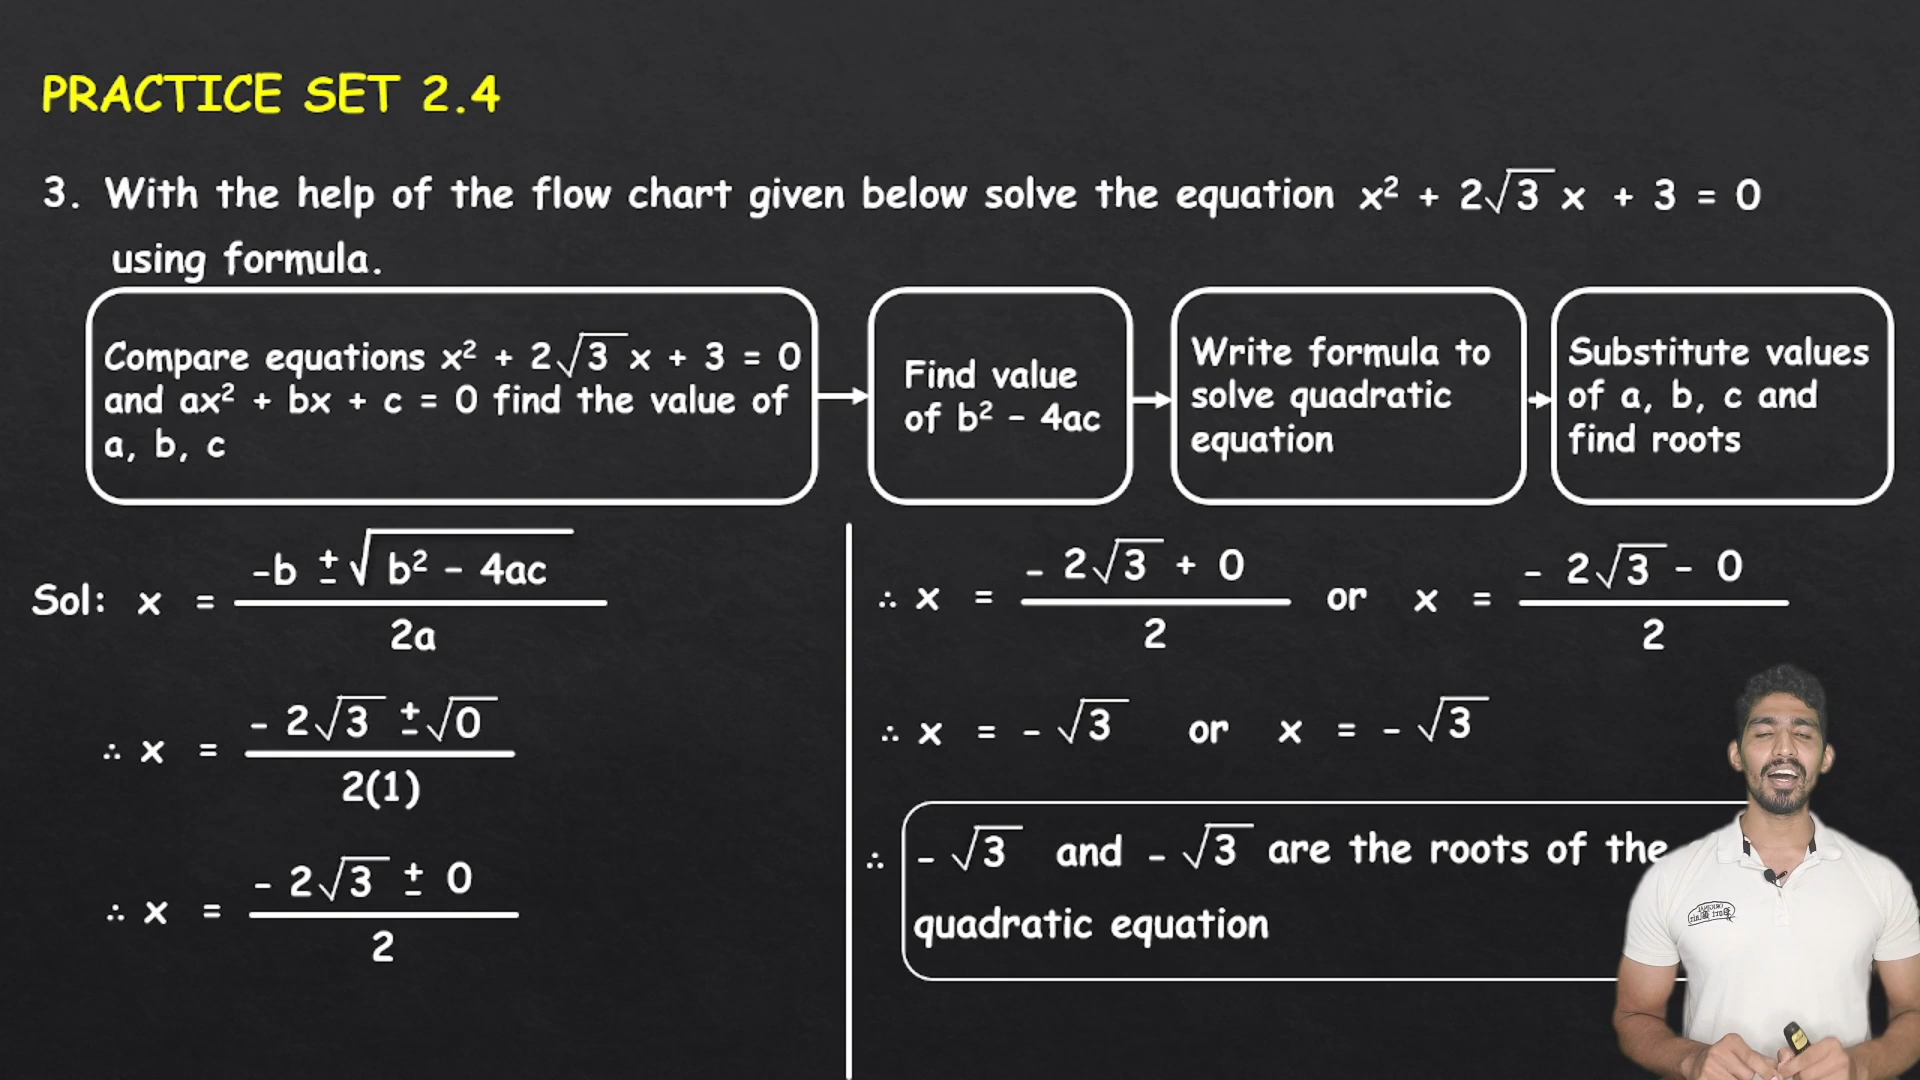 PRACTICE SET 2.4
3. With the help of the flow chart given below solve the equation x² + 2√3 x + 3 = 0
using formula.
Compare equations x² + 2√3 x + 3 = 0
and ax² + bx + c = 0 find the value of
a, b, c
Find value
of b² - 4ac
Write formula to
solve quadratic
equation
Substitute values
of a, b, c and
find roots
Sol: x = (-b ± √(b² - 4ac)) / 2a
∴ x = (- 2√3 ± √0) / 2(1)
∴ x = (- 2√3 ± 0) / 2
∴ x = (- 2√3 + 0) / 2 or x = (- 2√3 - 0) / 2
∴ x = - √3 or x = - √3
∴ - √3 and - √3 are the roots of the
quadratic equation